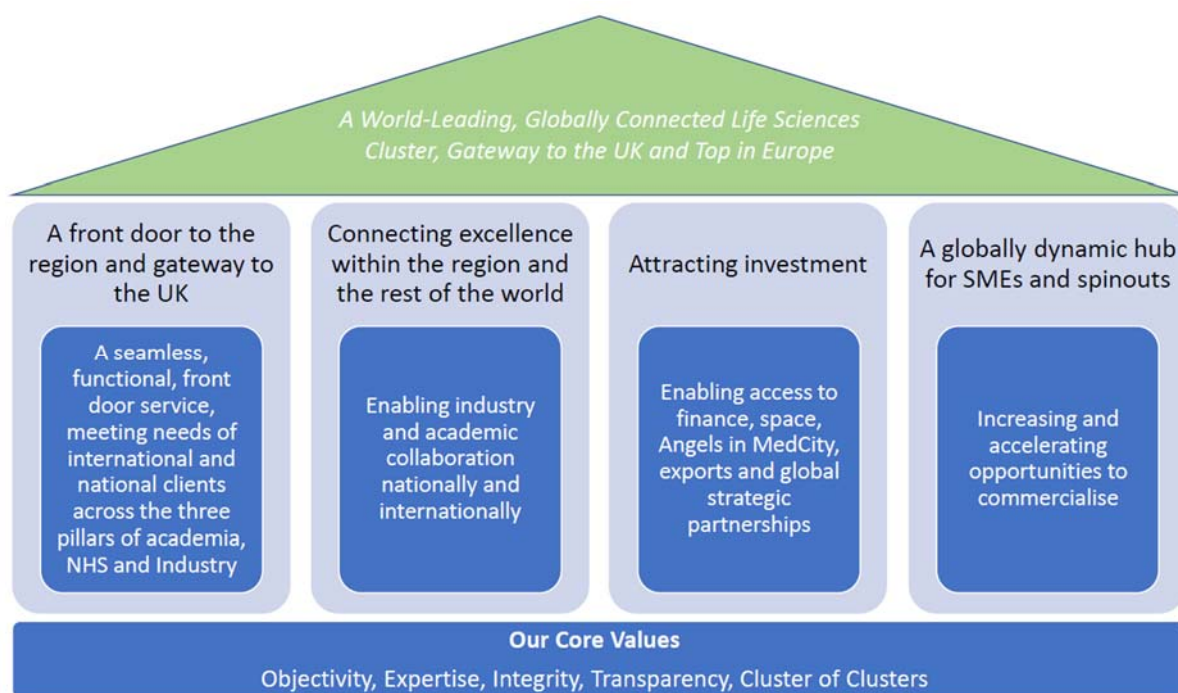 A World-Leading, Globally Connected Life Sciences
Cluster, Gateway to the UK and Top in Europe
A front door to the
region and gateway to
the UK
A seamless,
functional, front
door service,
meeting needs of
international and
national clients
across the three
pillars of academia,
NHS and Industry
Connecting excellence
within the region and
the rest of the world
Enabling industry
and academic
collaboration
nationally and
internationally
Attracting investment
Enabling access to
finance, space,
Angels in MedCity,
exports and global
strategic
partnerships
A globally dynamic hub
for SMEs and spinouts
Increasing and
accelerating
opportunities to
commercialise
Our Core Values
Objectivity, Expertise, Integrity, Transparency, Cluster of Clusters